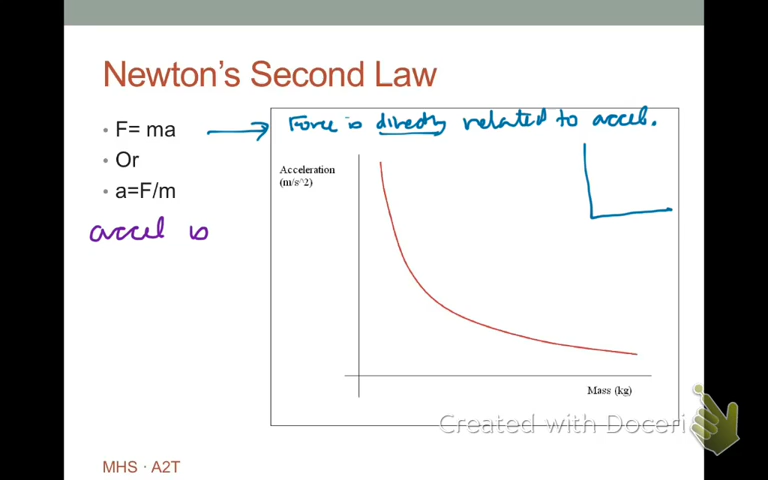 Newton's Second Law
• F= ma
Force is directly related to accel.
• Or
• a=F/m
accel is
Acceleration
(m/s^2)
Mass (kg)
Created with Doceri
MHS · A2T